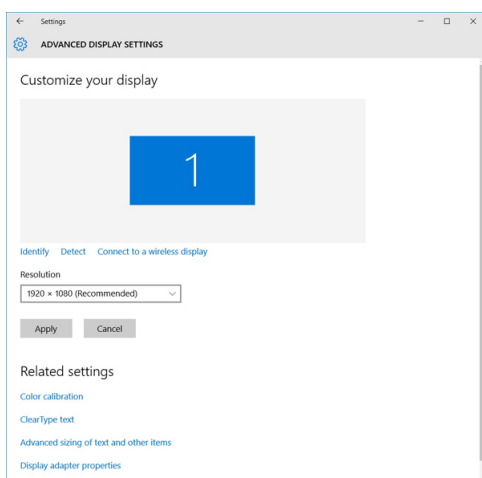 Settings
ADVANCED DISPLAY SETTINGS
Customize your display
1
Identify Detect Connect to a wireless display
Resolution
1920 × 1080 (Recommended)
Apply Cancel
Related settings
Color calibration
ClearType text
Advanced sizing of text and other items
Display adapter properties